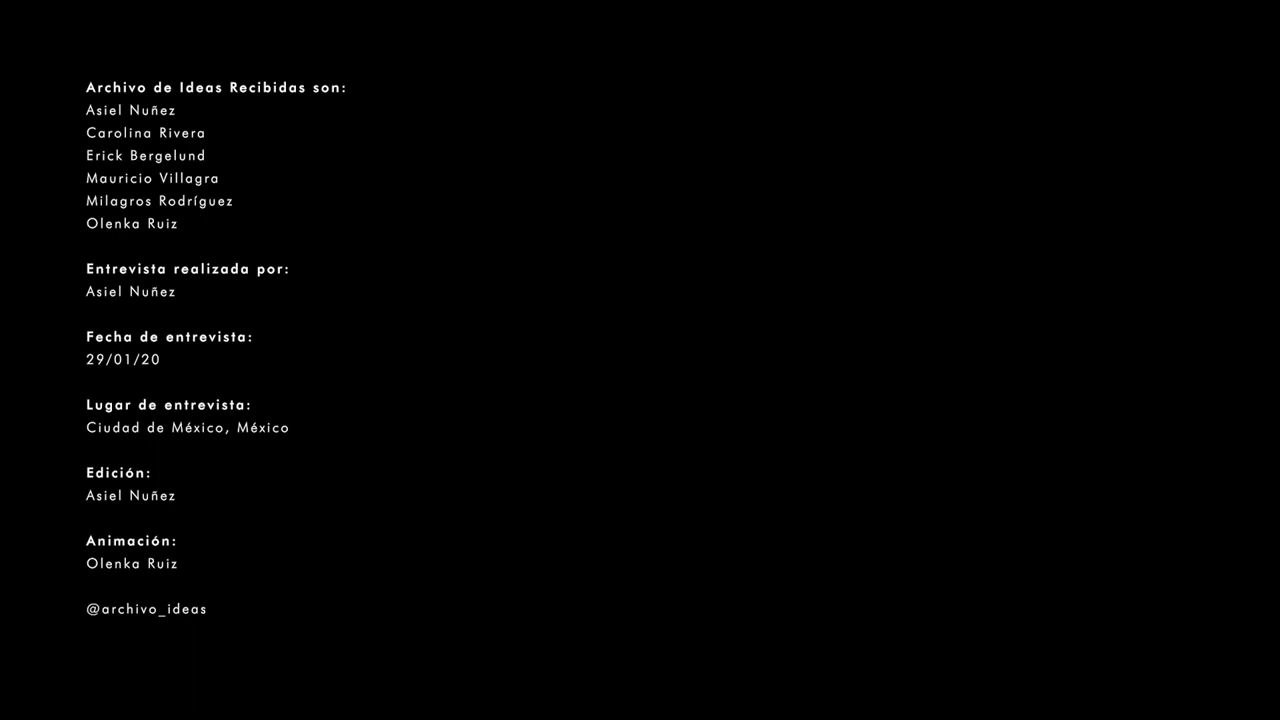 Archivo de Ideas Recibidas son:
Asiel Nuñez
Carolina Rivera
Erick Bergelund
Mauricio Villagra
Milagros Rodríguez
Olenka Ruiz
Entrevista realizada por:
Asiel Nuñez
Fecha de entrevista:
29/01/20
Lugar de entrevista:
Ciudad de México, México
Edición:
Asiel Nuñez
Animación:
Olenka Ruiz
@archivo_ideas